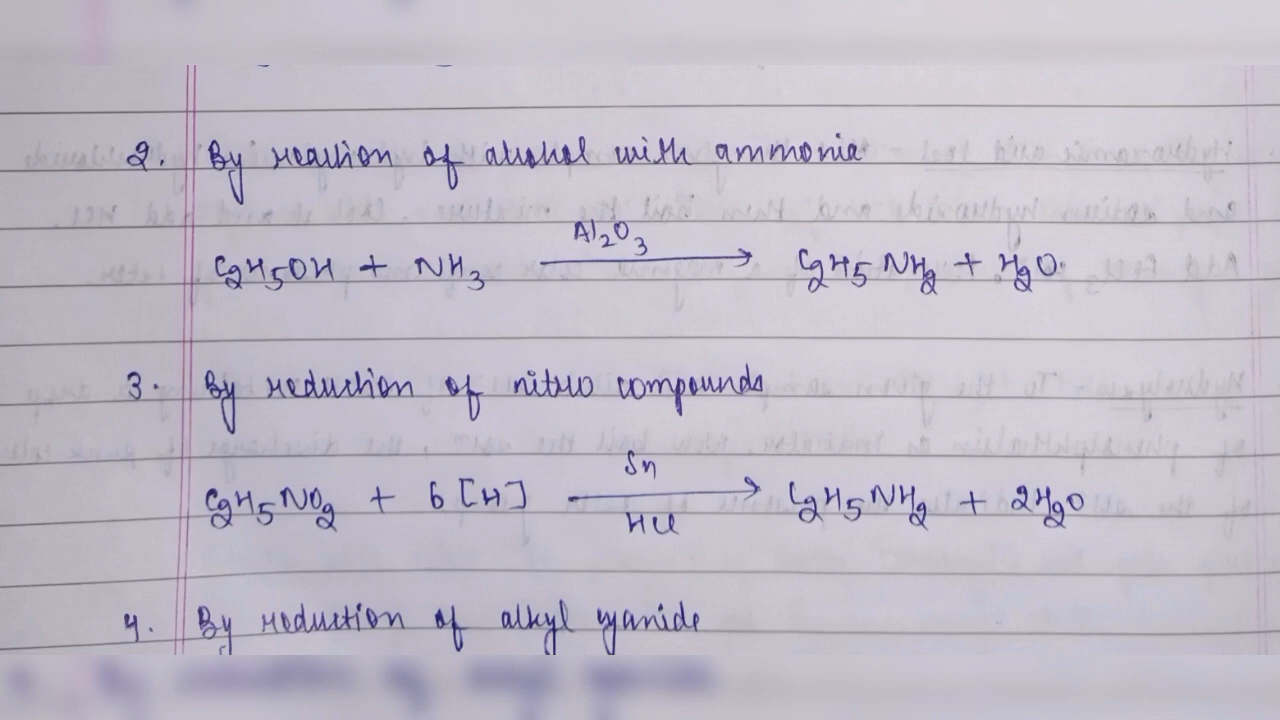 2. By reaction of alcohol with ammonia
C₂H₅OH + NH₃ —Al₂O₃→ C₂H₅NH₂ + H₂O
3. By reduction of nitro compounds
C₂H₅NO₂ + 6[H] —Sn/HCl→ C₂H₅NH₂ + 2H₂O
4. By reduction of alkyl cyanide